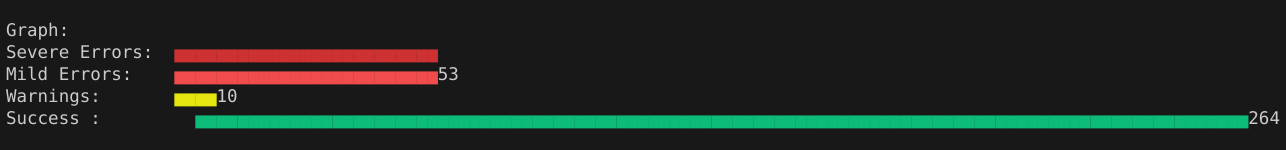 Graph:
Severe Errors:
Mild Errors: 53
Warnings: 10
Success : 264